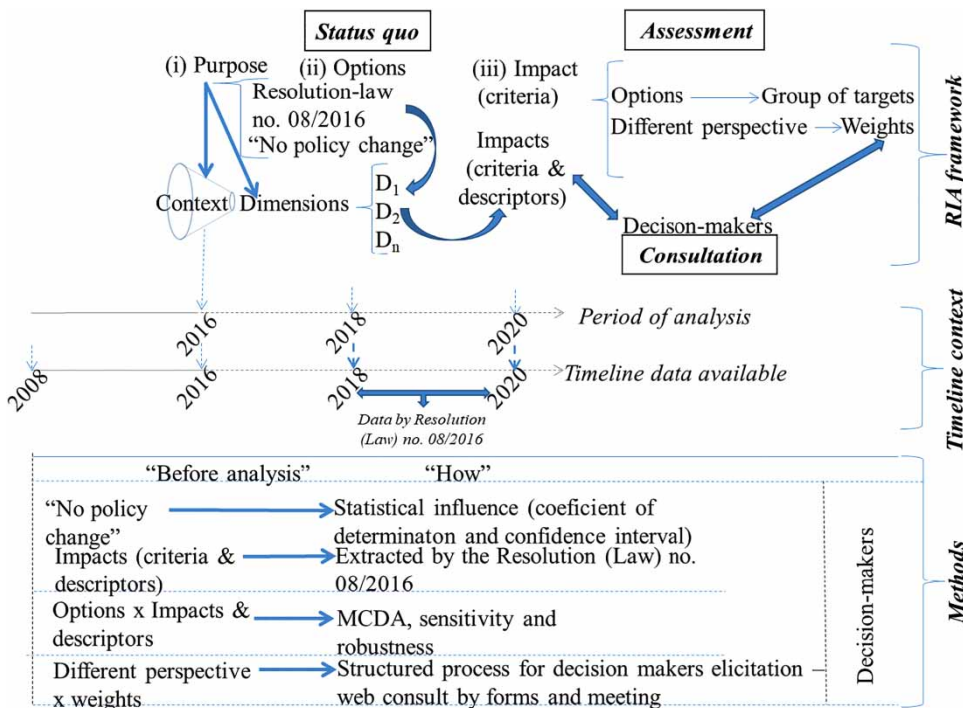 Status quo
Assessment
(i) Purpose
(ii) Options
Resolution-law
no. 08/2016
“No policy change”
Context
Dimensions
D1
D2
Dn
(iii) Impact
(criteria)
Impacts
(criteria &
descriptors)
Options
Group of targets
Different perspective
Weights
Decison-makers
Consultation
RIA framework
2016
2018
2020
Period of analysis
2008
2016
2018
2020
Timeline data available
Data by Resolution
(Law) no. 08/2016
Timeline context
“Before analysis”
“How”
“No policy
change”
Statistical influence (coeficient of
determinaton and confidence interval)
Impacts (criteria &
descriptors)
Extracted by the Resolution (Law) no.
08/2016
Options x Impacts &
descriptors
MCDA, sensitivity and
robustness
Different perspective
x weights
Structured process for decision makers elicitation –
web consult by forms and meeting
Decision-makers
Methods